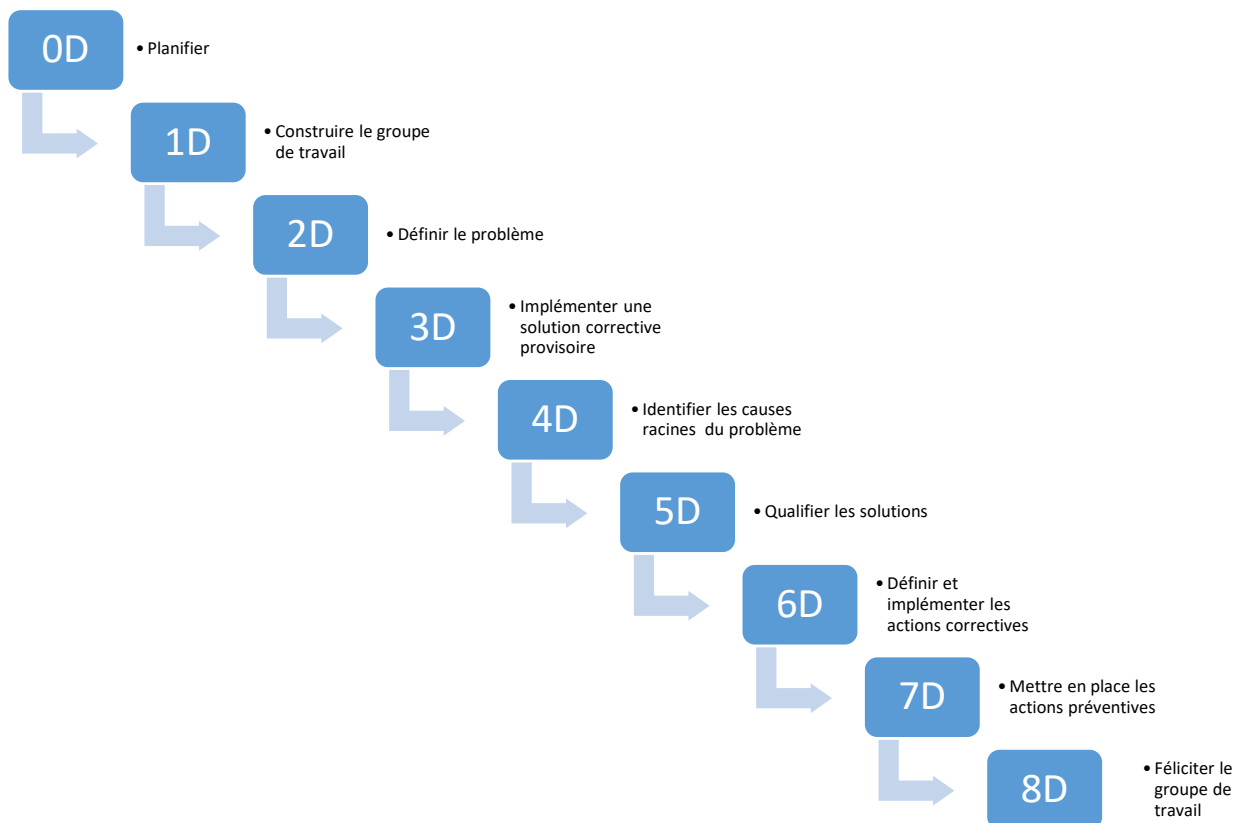 0D
• Planifier
1D
• Construire le groupe
de travail
2D
• Définir le problème
3D
• Implémenter une
solution corrective
provisoire
4D
• Identifier les causes
racines du problème
5D
• Qualifier les solutions
6D
• Définir et
implémenter les
actions correctives
7D
• Mettre en place les
actions préventives
8D
• Féliciter le
groupe de
travail